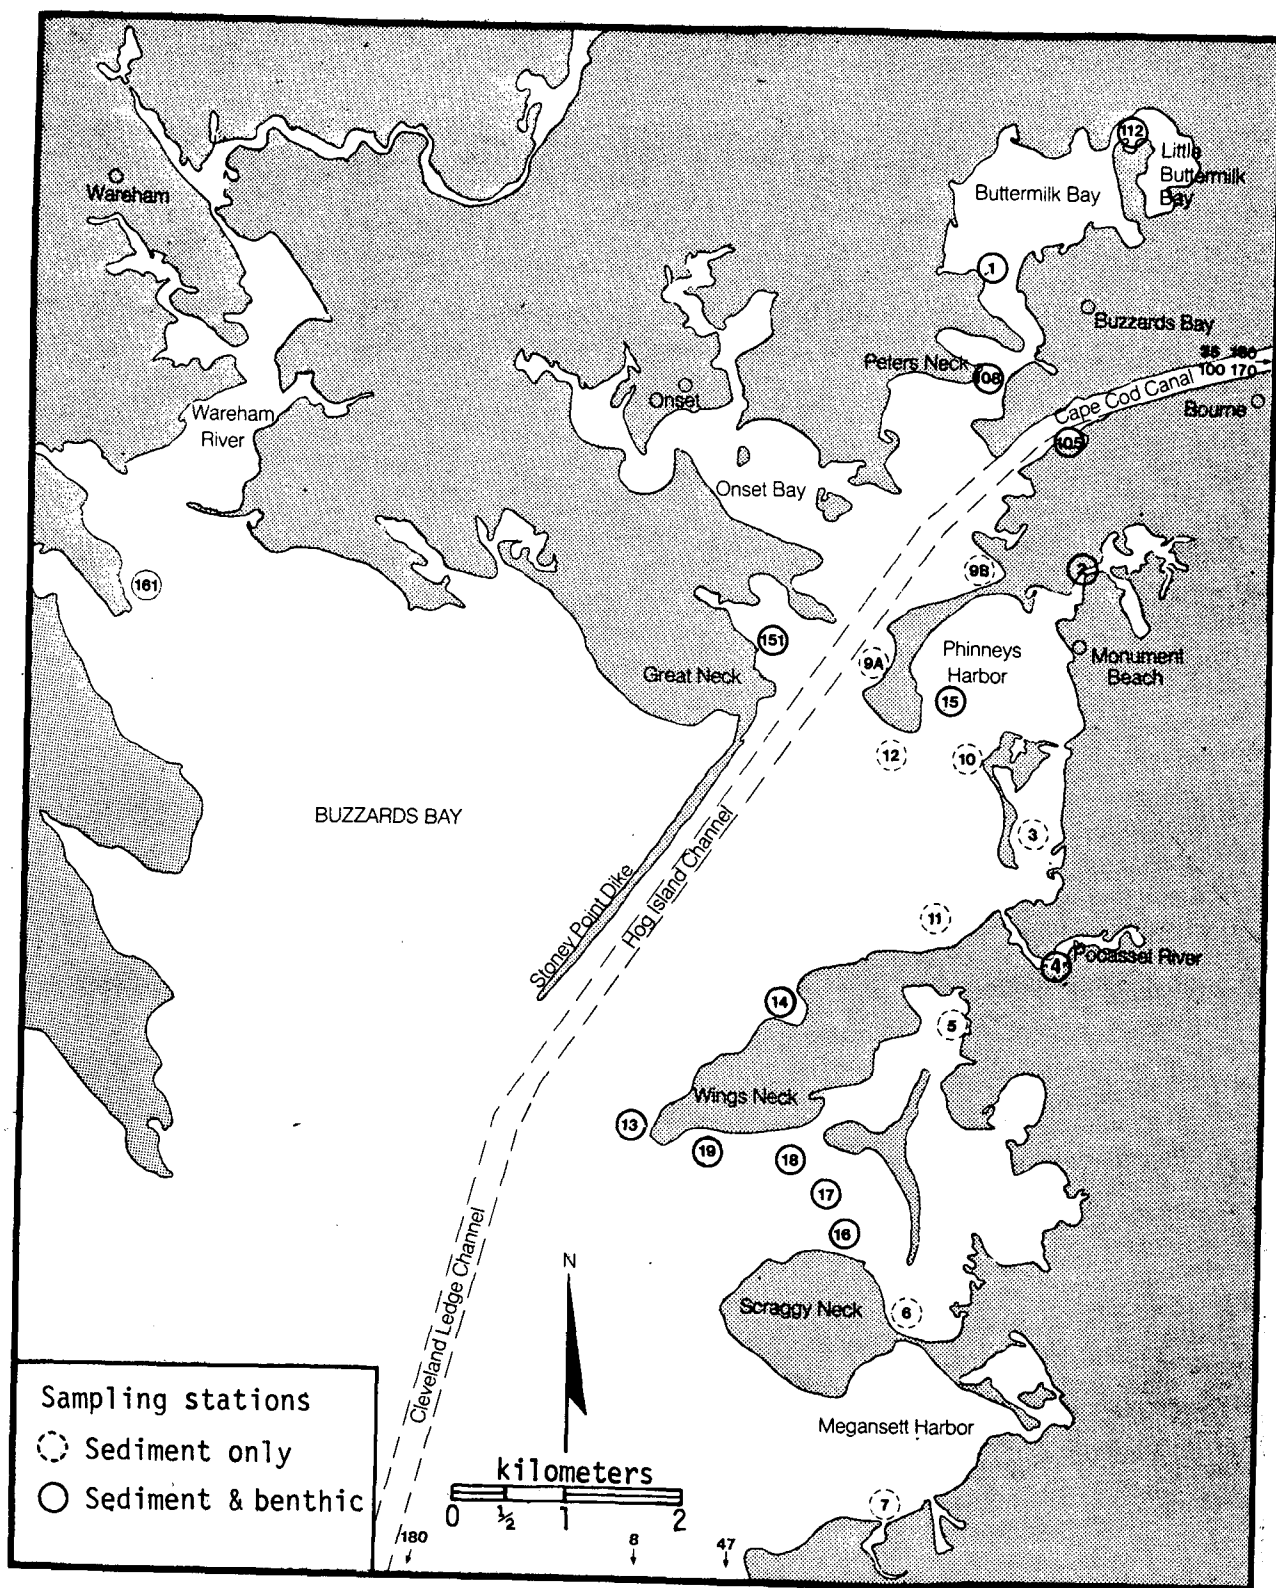 112
Little
Buttermilk
Bay
Buttermilk Bay
Wareham
1
Buzzards Bay
Peters Neck
108
100 170
Cape Cod Canal
Bourne
Onset
Wareham
River
105
Onset Bay
161
9B
2
151
Phinneys
Harbor
Monument
Beach
9A
Great Neck
15
12
10
BUZZARDS BAY
3
Hog Island Channel
Stoney Point Dike
11
Pocasset River
4
14
5
Wings Neck
13
19
18
17
16
Cleveland Ledge Channel
N
Scraggy Neck
6
Megansett Harbor
Sampling stations
Sediment only
Sediment & benthic
kilometers
0 ½ 1 2
7
180
8
47